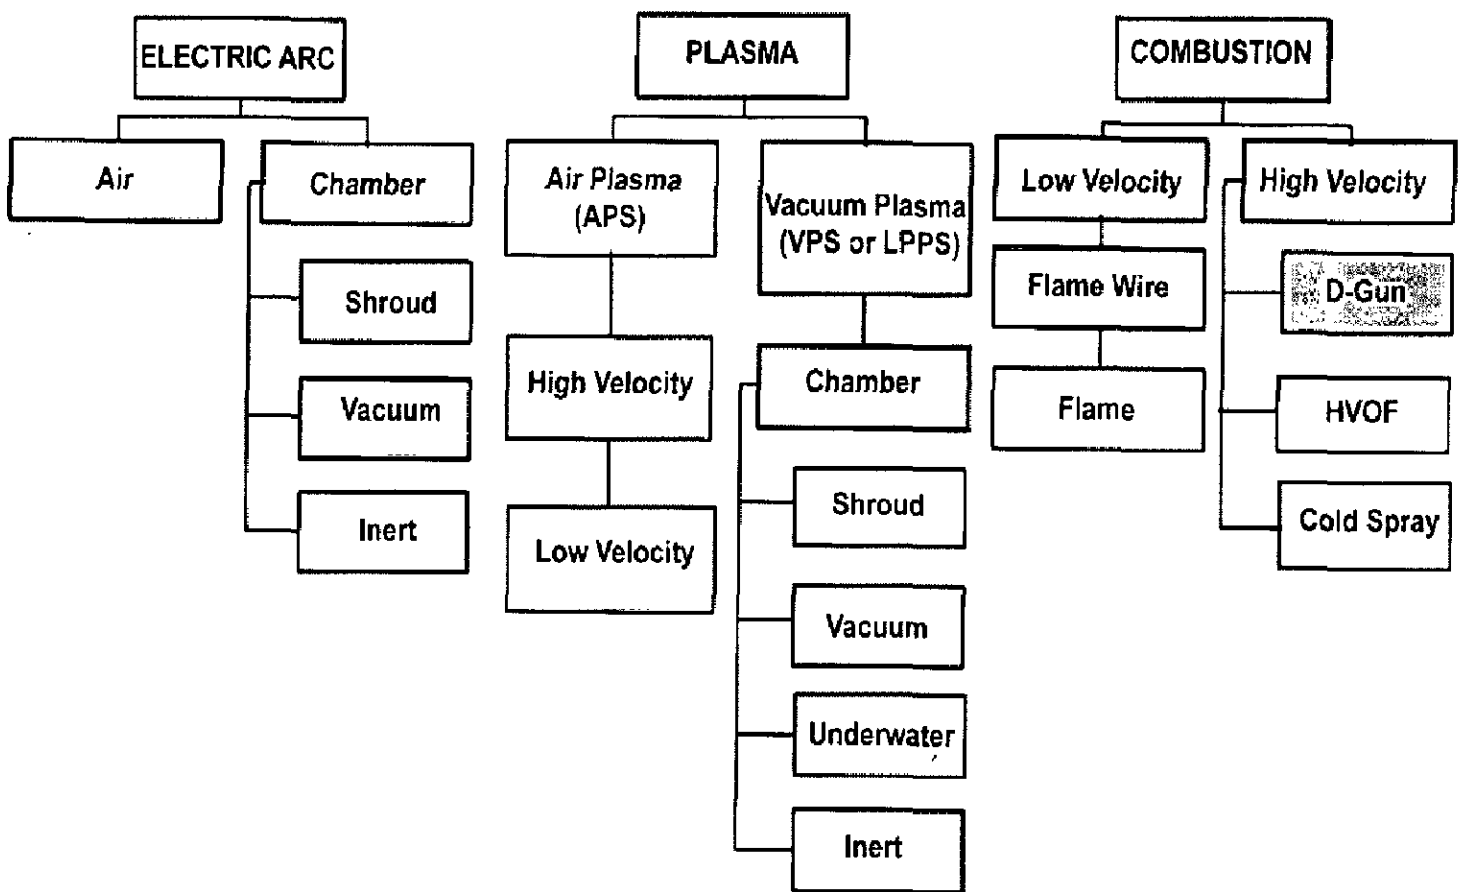 ELECTRIC ARC
Air
Chamber
Shroud
Vacuum
Inert
PLASMA
Air Plasma
(APS)
High Velocity
Low Velocity
Vacuum Plasma
(VPS or LPPS)
Chamber
Shroud
Vacuum
Underwater
Inert
COMBUSTION
Low Velocity
Flame Wire
Flame
High Velocity
D-Gun
HVOF
Cold Spray